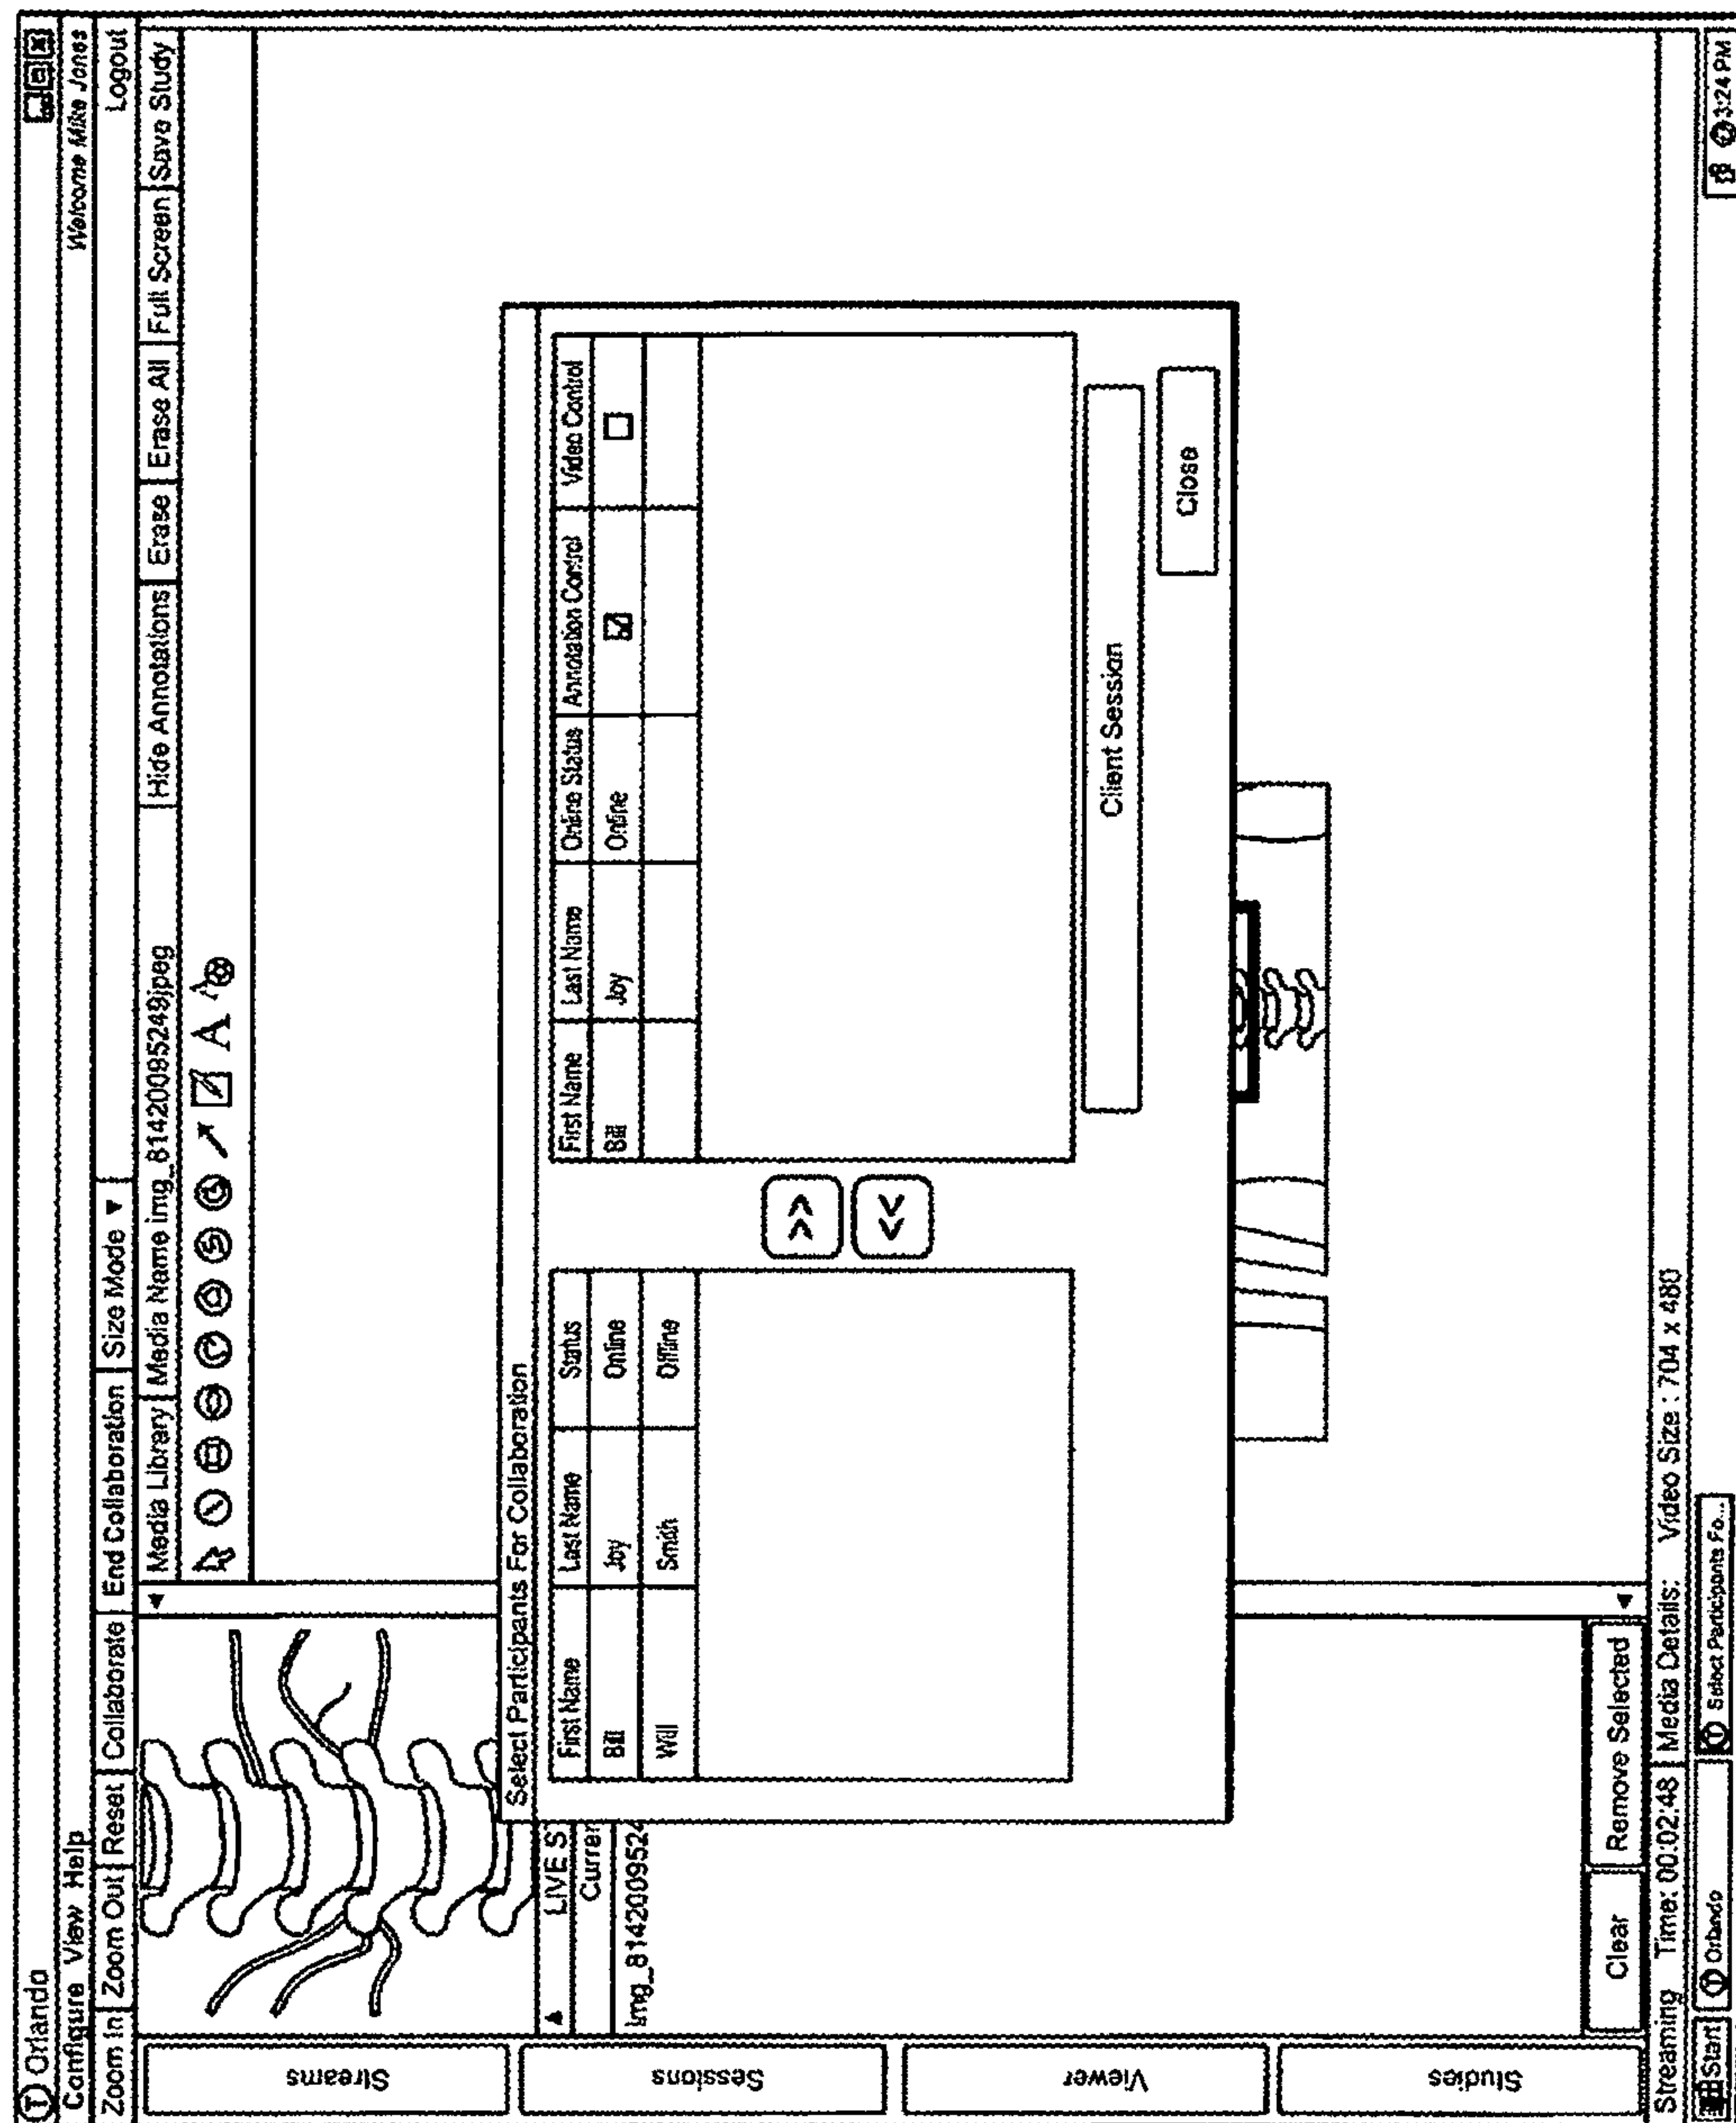 Orlando
Welcome Mike Jones
Configure View Help
Logout
Zoom In Zoom Out Reset Collaborate End Collaboration Size Mode
Media Library Media Name img_81420095249jpeg Hide Annotations Erase Erase All Full Screen Save Study
Streams
Sessions
Viewer
Studies
LIVE S
Curren
Img_8142009524
Clear Remove Selected
Select Participants For Collaboration
First Name Last Name Status
Bill Joy Online
Will Smith Offline
>>
<<
First Name Last Name Online Status Annotation Control Video Control
Bill Joy Online
Client Session
Close
Streaming Time: 00:02:48 Media Details: Video Size : 704 x 480
Start Orlando Select Participants Fo... 3:24 PM